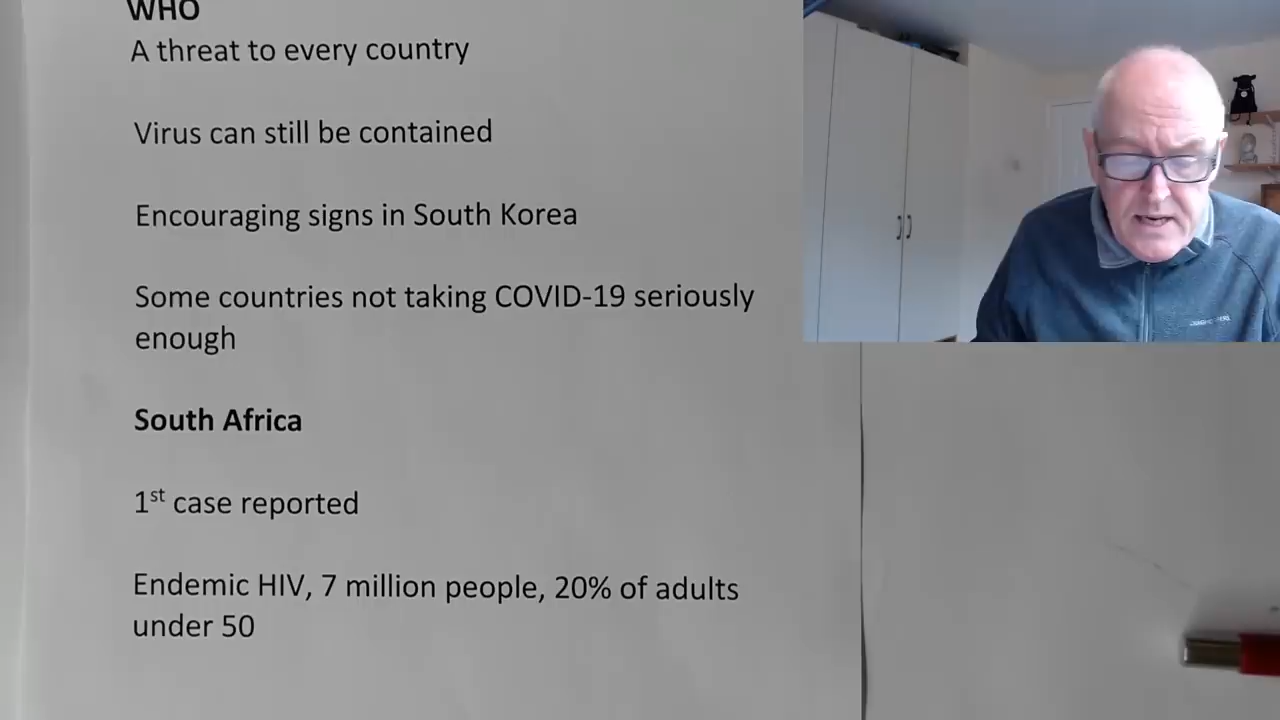 WHO
A threat to every country
Virus can still be contained
Encouraging signs in South Korea
Some countries not taking COVID-19 seriously
enough
South Africa
1st case reported
Endemic HIV, 7 million people, 20% of adults
under 50